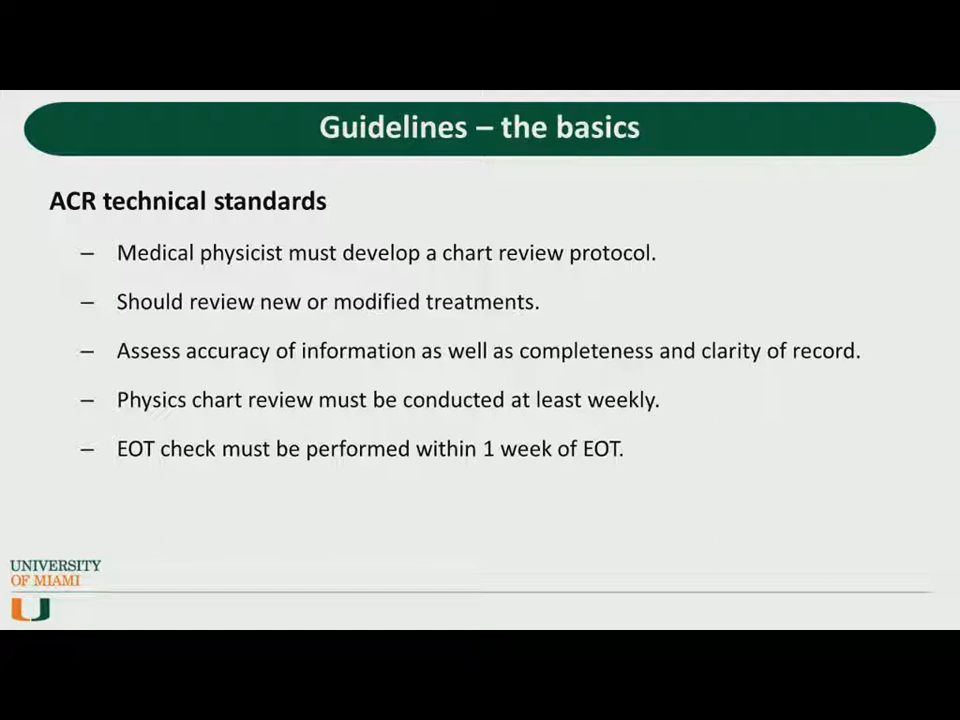 Guidelines – the basics
ACR technical standards
– Medical physicist must develop a chart review protocol.
– Should review new or modified treatments.
– Assess accuracy of information as well as completeness and clarity of record.
– Physics chart review must be conducted at least weekly.
– EOT check must be performed within 1 week of EOT.
UNIVERSITY
OF MIAMI
U